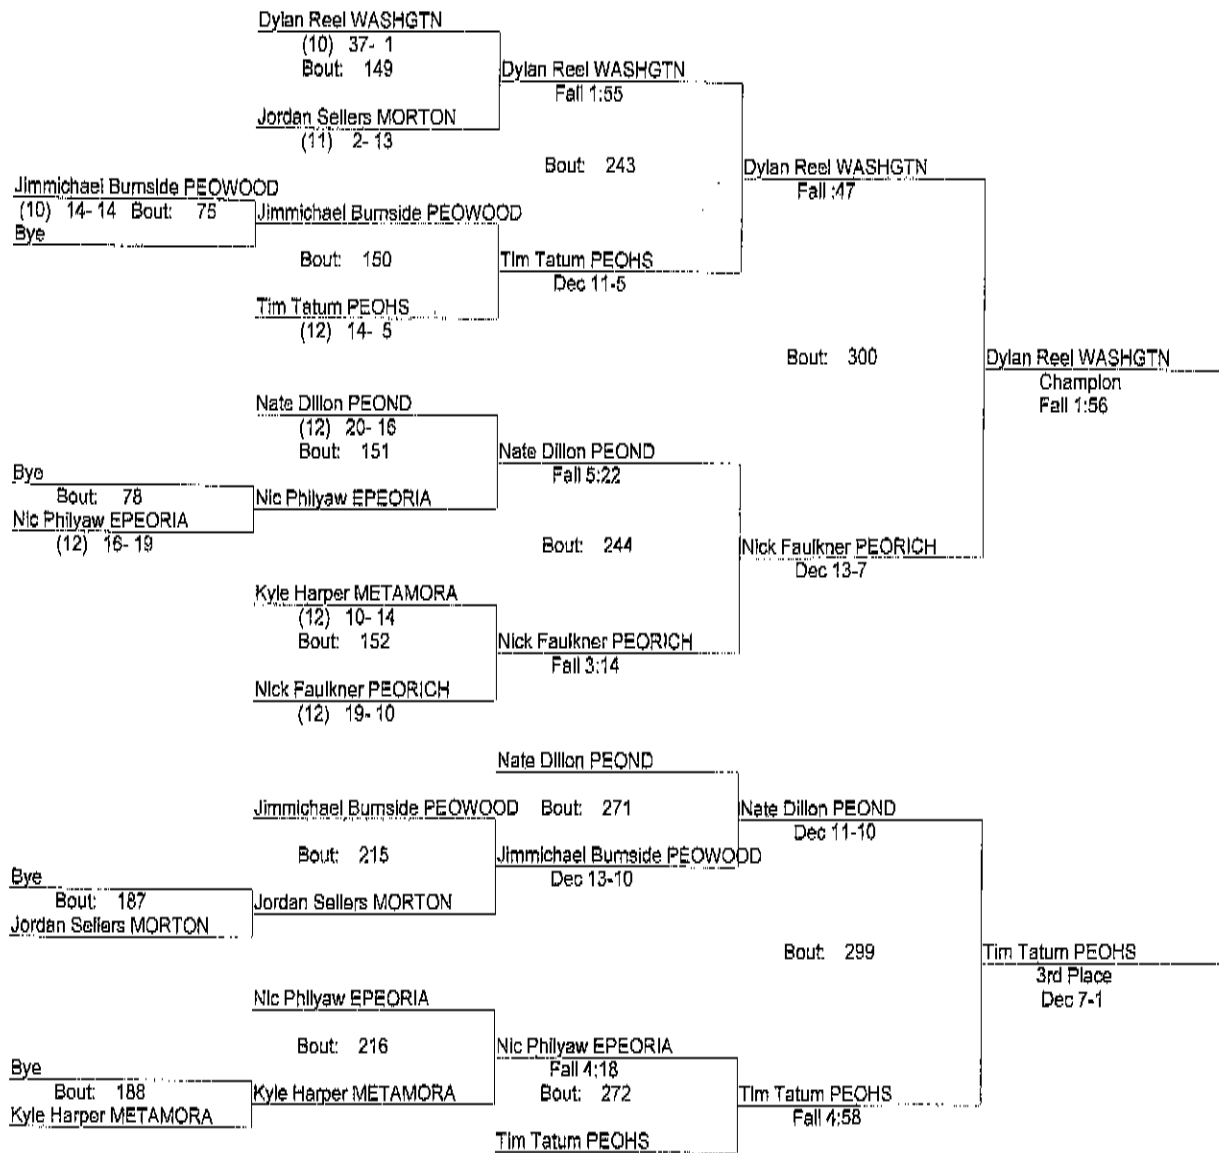 Dylan Reel WASHGTN
(10) 37- 1
Bout: 149
Dylan Reel WASHGTN
Fall 1:55
Jordan Sellers MORTON
(11) 2- 13
Bout: 243
Dylan Reel WASHGTN
Fall :47
Jimmichael Burnside PEOWOOD
(10) 14- 14 Bout: 75
Bye
Jimmichael Burnside PEOWOOD
Bout: 150
Tim Tatum PEOHS
Dec 11-5
Tim Tatum PEOHS
(12) 14- 5
Bout: 300
Dylan Reel WASHGTN
Champion
Fall 1:56
Nate Dillon PEOND
(12) 20- 16
Bout: 151
Nate Dillon PEOND
Fall 5:22
Bye
Bout: 78
Nic Philyaw EPEORIA
(12) 16- 19
Nic Philyaw EPEORIA
Bout: 244
Nick Faulkner PEORICH
Dec 13-7
Kyle Harper METAMORA
(12) 10- 14
Bout: 152
Nick Faulkner PEORICH
Fall 3:14
Nick Faulkner PEORICH
(12) 19- 10
Nate Dillon PEOND
Jimmichael Burnside PEOWOOD Bout: 271
Nate Dillon PEOND
Dec 11-10
Bout: 215
Jimmichael Burnside PEOWOOD
Dec 13-10
Bye
Bout: 187
Jordan Sellers MORTON
Jordan Sellers MORTON
Bout: 299
Tim Tatum PEOHS
3rd Place
Dec 7-1
Nic Philyaw EPEORIA
Bout: 216
Nic Philyaw EPEORIA
Fall 4:18
Bye
Bout: 188
Kyle Harper METAMORA
Kyle Harper METAMORA
Bout: 272
Tim Tatum PEOHS
Fall 4:58
Tim Tatum PEOHS